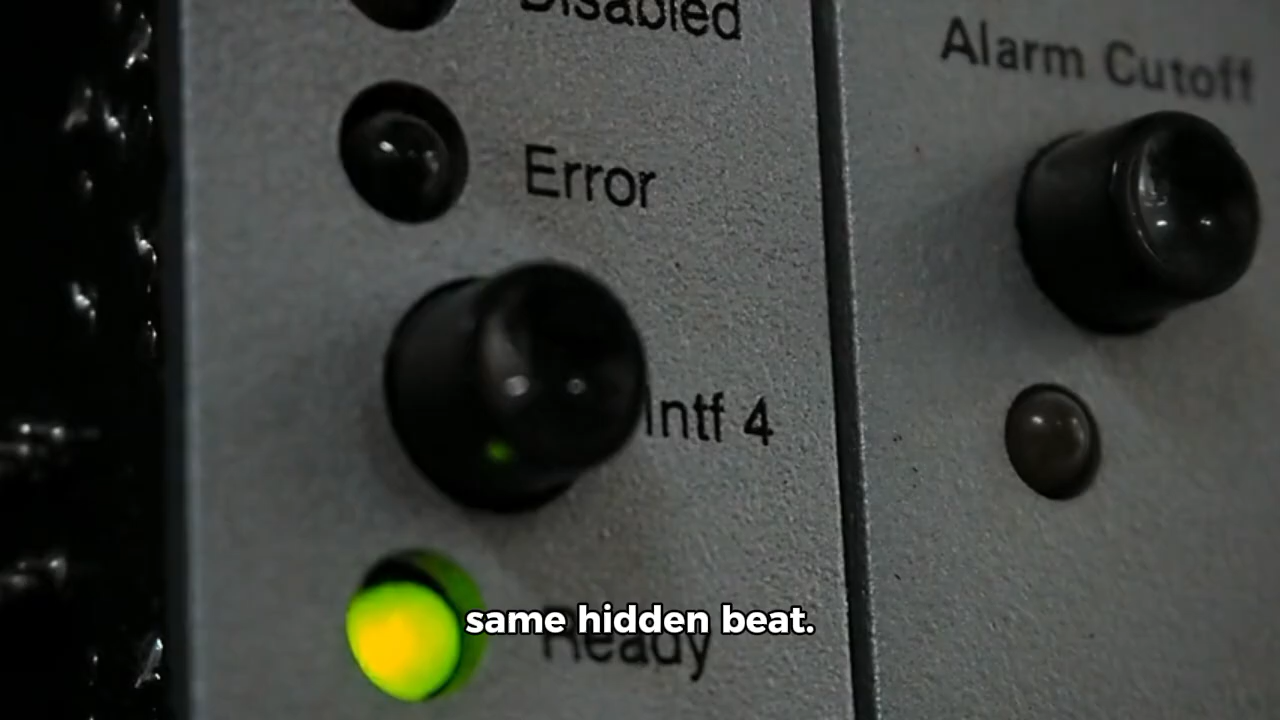 Disabled
Alarm Cutoff
Error
Intf 4
same hidden beat.
Ready